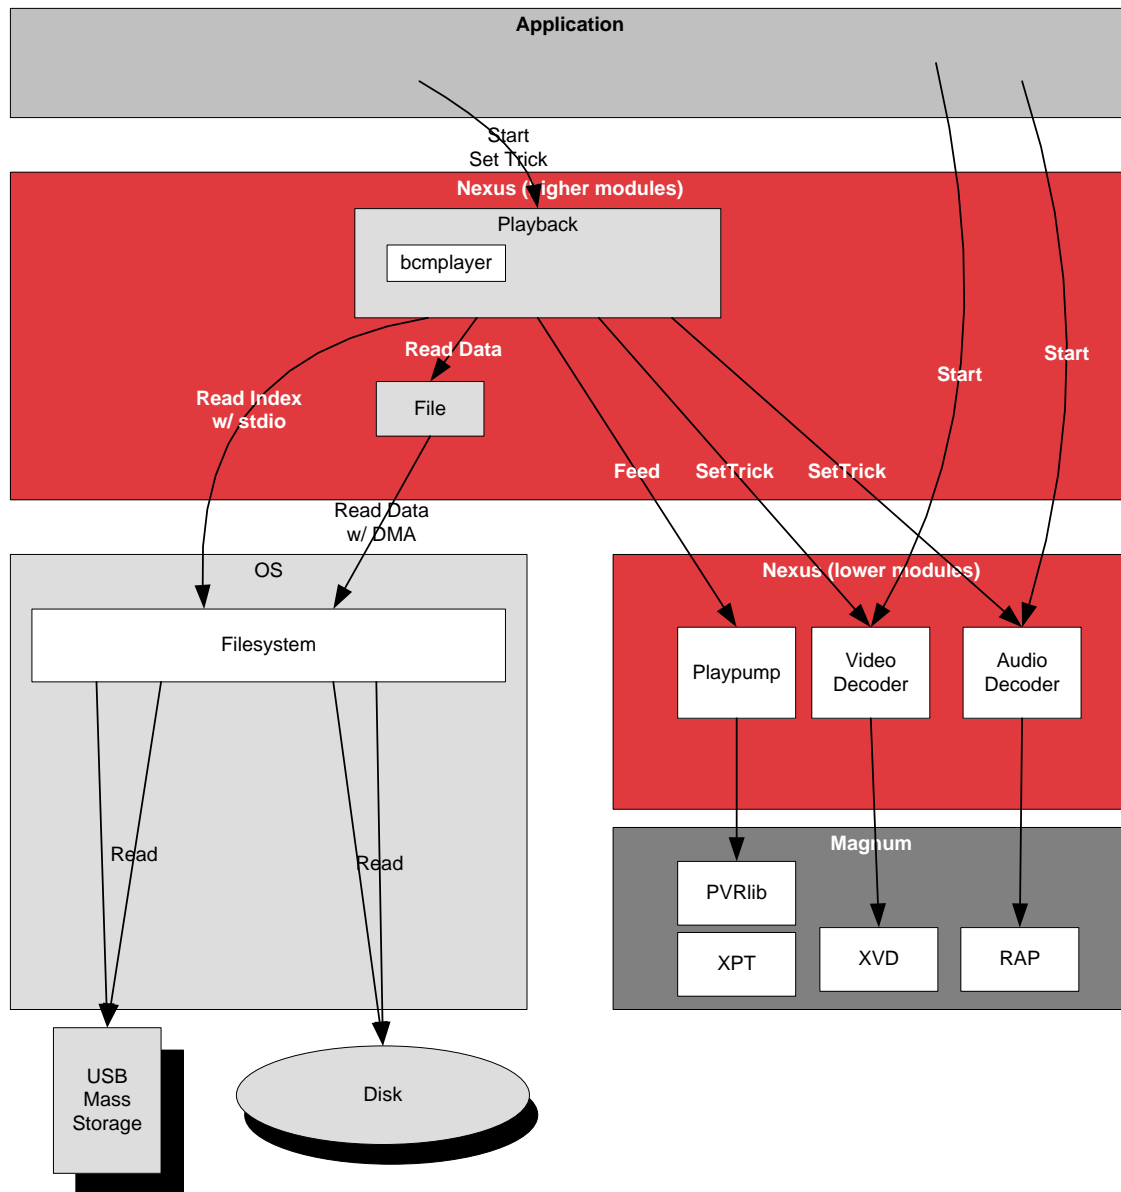 Application
Start
Set Trick
Nexus (higher modules)
Playback
bcmplayer
Read Data
Start
Start
Read Index
w/ stdio
File
Feed
SetTrick
SetTrick
Read Data
w/ DMA
OS
Nexus (lower modules)
Filesystem
Playpump
Video
Decoder
Audio
Decoder
Read
Read
Magnum
PVRlib
XPT
XVD
RAP
USB
Mass
Storage
Disk